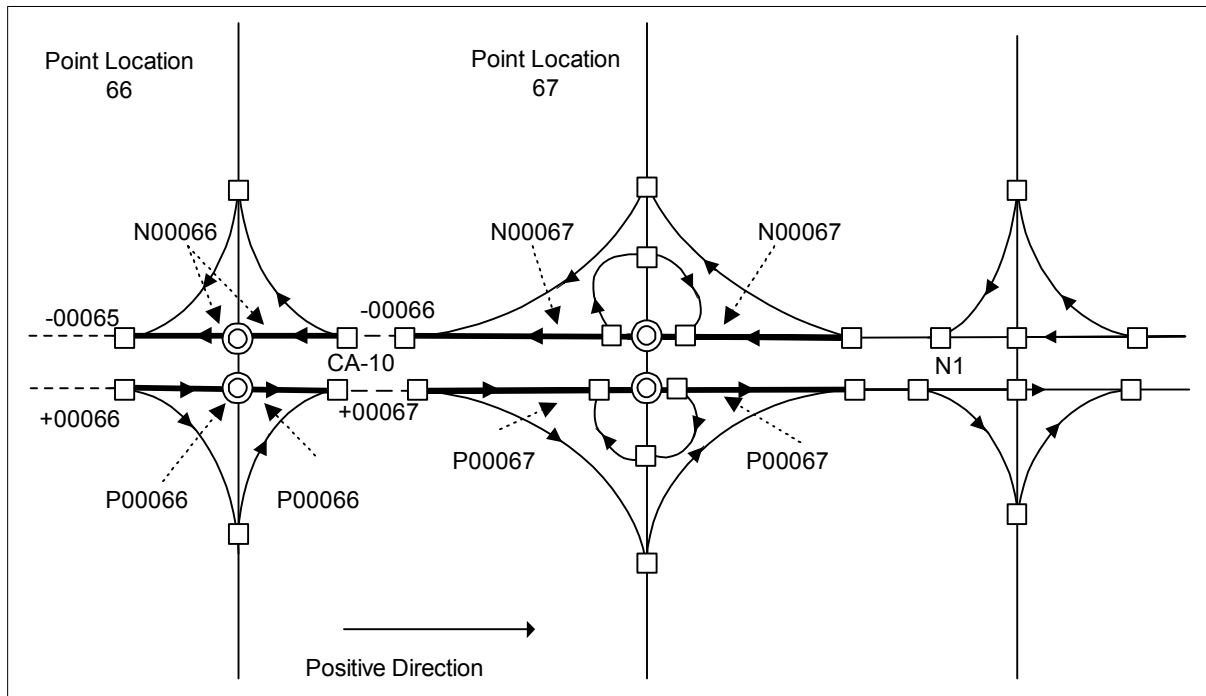 Point Location
66
Point Location
67
N00066
N00067
N00067
-00065
-00066
CA-10
N1
+00066
+00067
P00066
P00066
P00067
P00067
Positive Direction